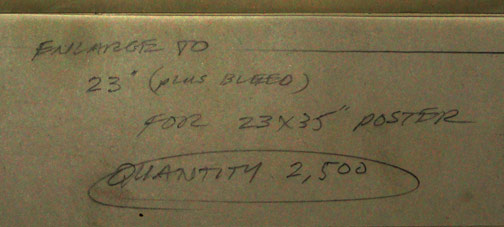 ENLARGE TO
23" (PLUS BLEED)
FOR 23X35" POSTER
QUANTITY 2,500